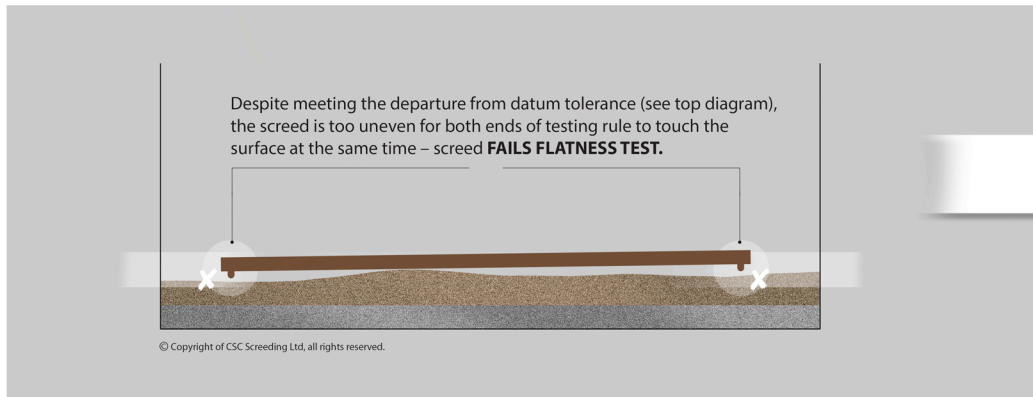 Despite meeting the departure from datum tolerance (see top diagram),
the screed is too uneven for both ends of testing rule to touch the
surface at the same time – screed FAILS FLATNESS TEST.
© Copyright of CSC Screeding Ltd, all rights reserved.